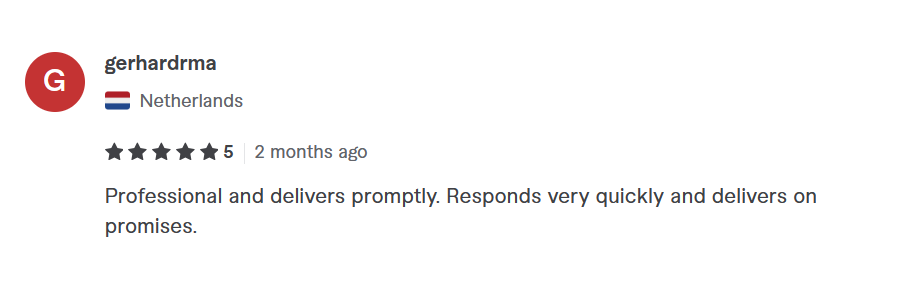 G
gerhardrma
Netherlands
5 | 2 months ago
Professional and delivers promptly. Responds very quickly and delivers on
promises.